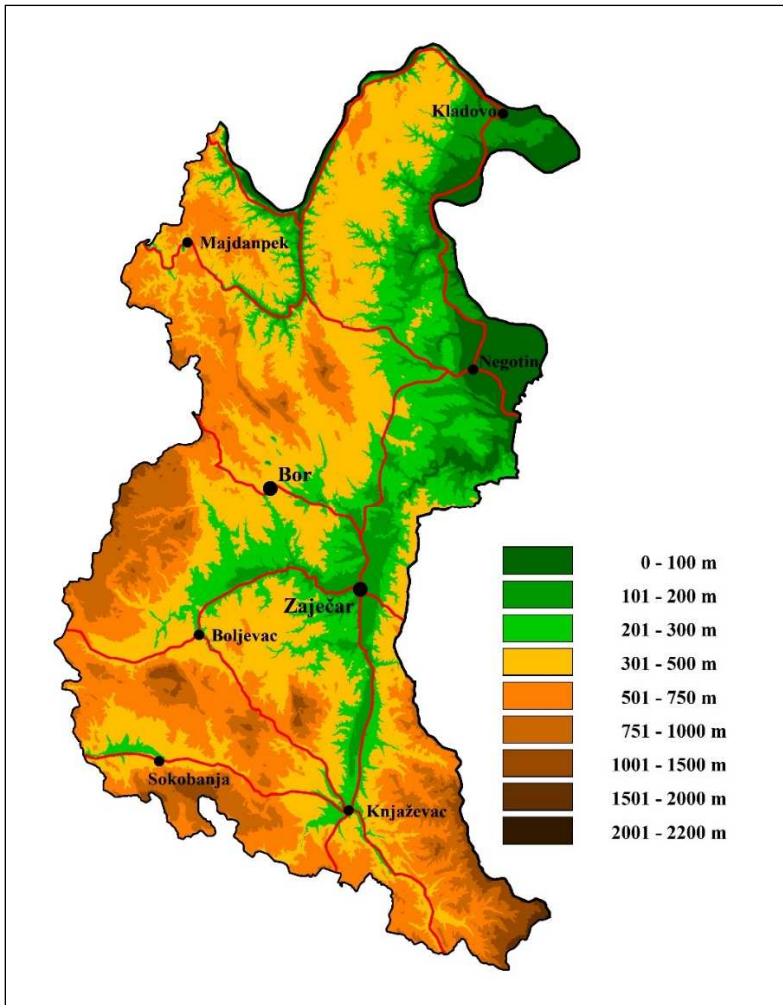 Kladovo
Majdanpek
Negotin
Bor
Zaječar
Boljevac
Sokobanja
Knjaževac
0 - 100 m
101 - 200 m
201 - 300 m
301 - 500 m
501 - 750 m
751 - 1000 m
1001 - 1500 m
1501 - 2000 m
2001 - 2200 m